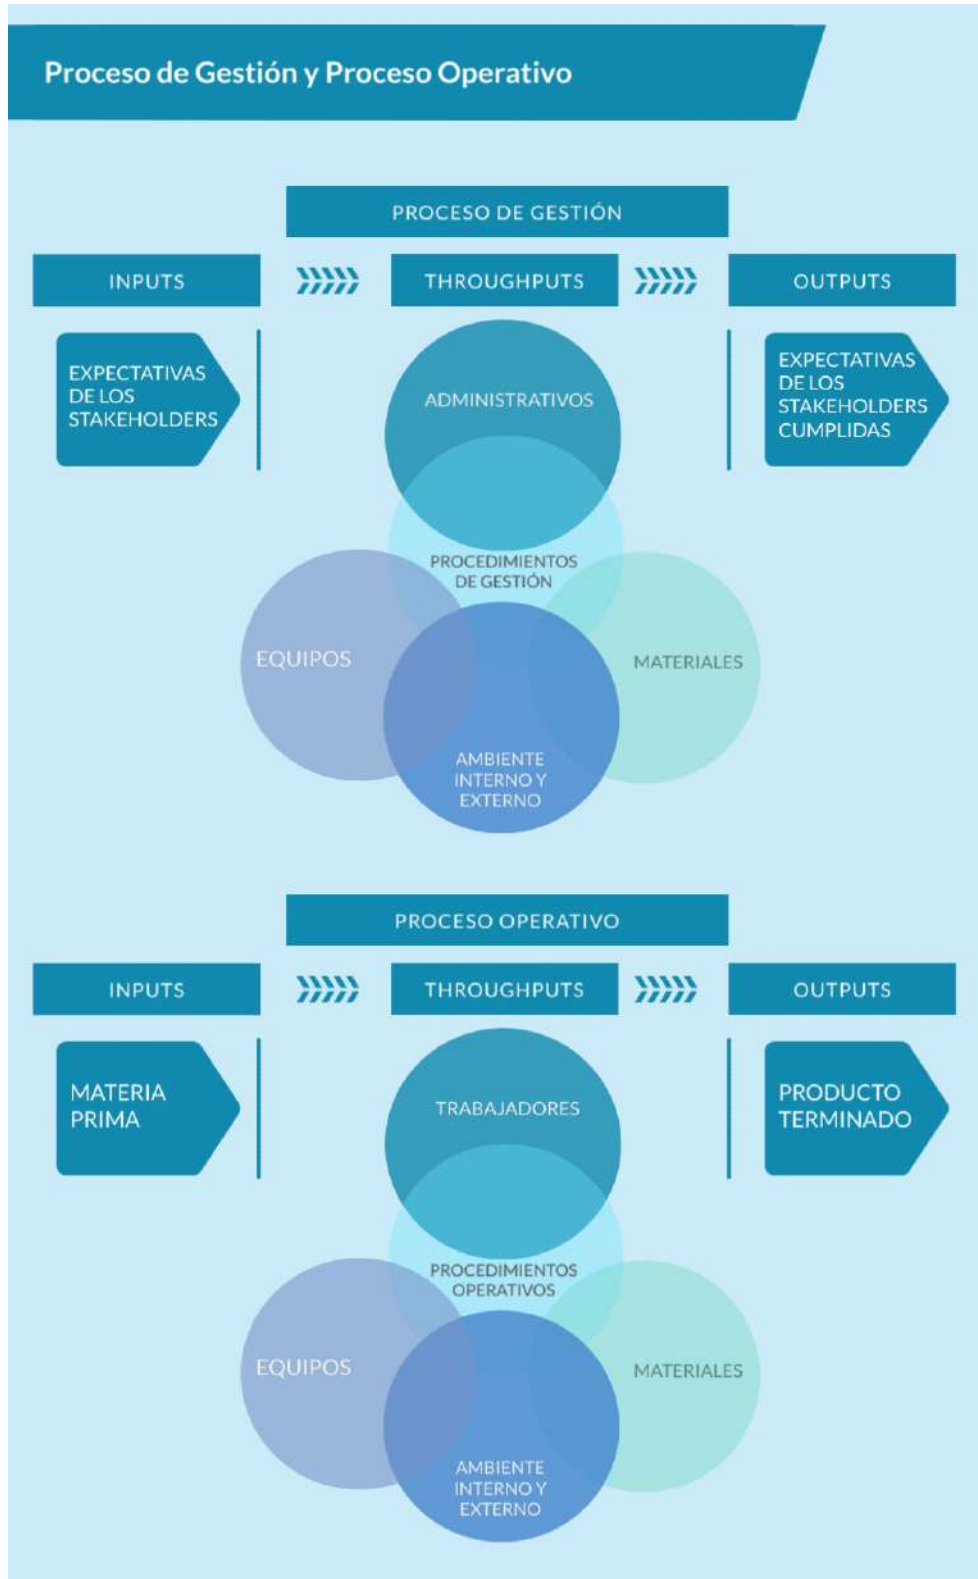 Proceso de Gestión y Proceso Operativo
PROCESO DE GESTIÓN
INPUTS
THROUGHPUTS
OUTPUTS
EXPECTATIVAS
DE LOS
STAKEHOLDERS
ADMINISTRATIVOS
EXPECTATIVAS
DE LOS
STAKEHOLDERS
CUMPLIDAS
PROCEDIMIENTOS
DE GESTIÓN
EQUIPOS
MATERIALES
AMBIENTE
INTERNO Y
EXTERNO
PROCESO OPERATIVO
INPUTS
THROUGHPUTS
OUTPUTS
MATERIA
PRIMA
TRABAJADORES
PRODUCTO
TERMINADO
PROCEDIMIENTOS
OPERATIVOS
EQUIPOS
MATERIALES
AMBIENTE
INTERNO Y
EXTERNO